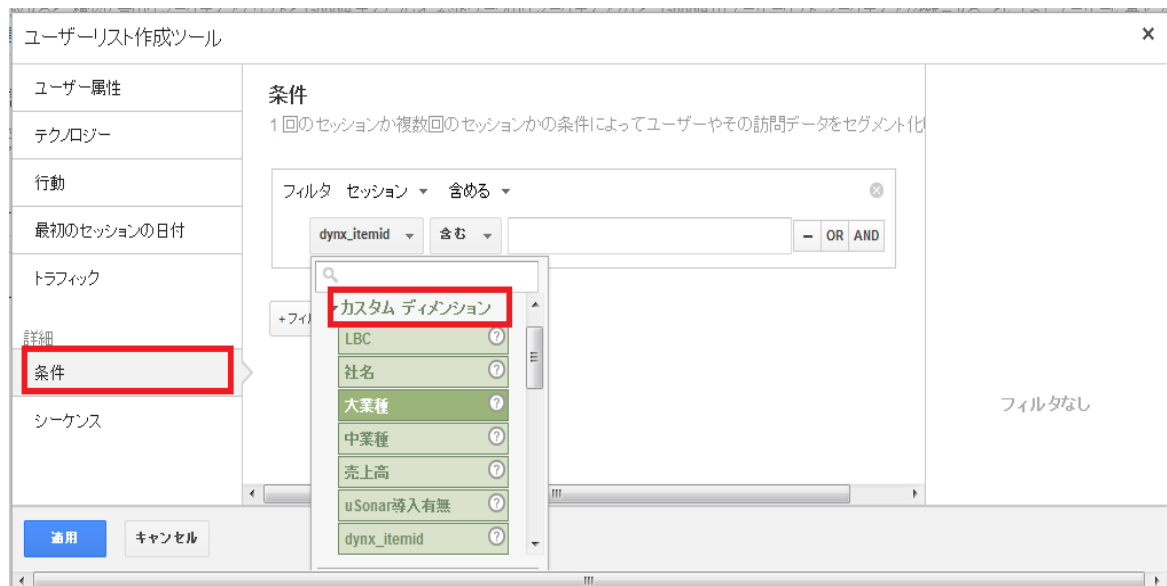 ユーザーリスト作成ツール
×
ユーザー属性
テクノロジー
行動
最初のセッションの日付
トラフィック
詳細
条件
シーケンス
条件
1回のセッションか複数回のセッションかの条件によってユーザーやその訪問データをセグメント化
フィルタ セッション 含める
dynx_itemid 含む - OR AND
カスタム ディメンション
LBC
社名
大業種
中業種
売上高
uSonar導入有無
dynx_itemid
+フィ
フィルタなし
適用 キャンセル